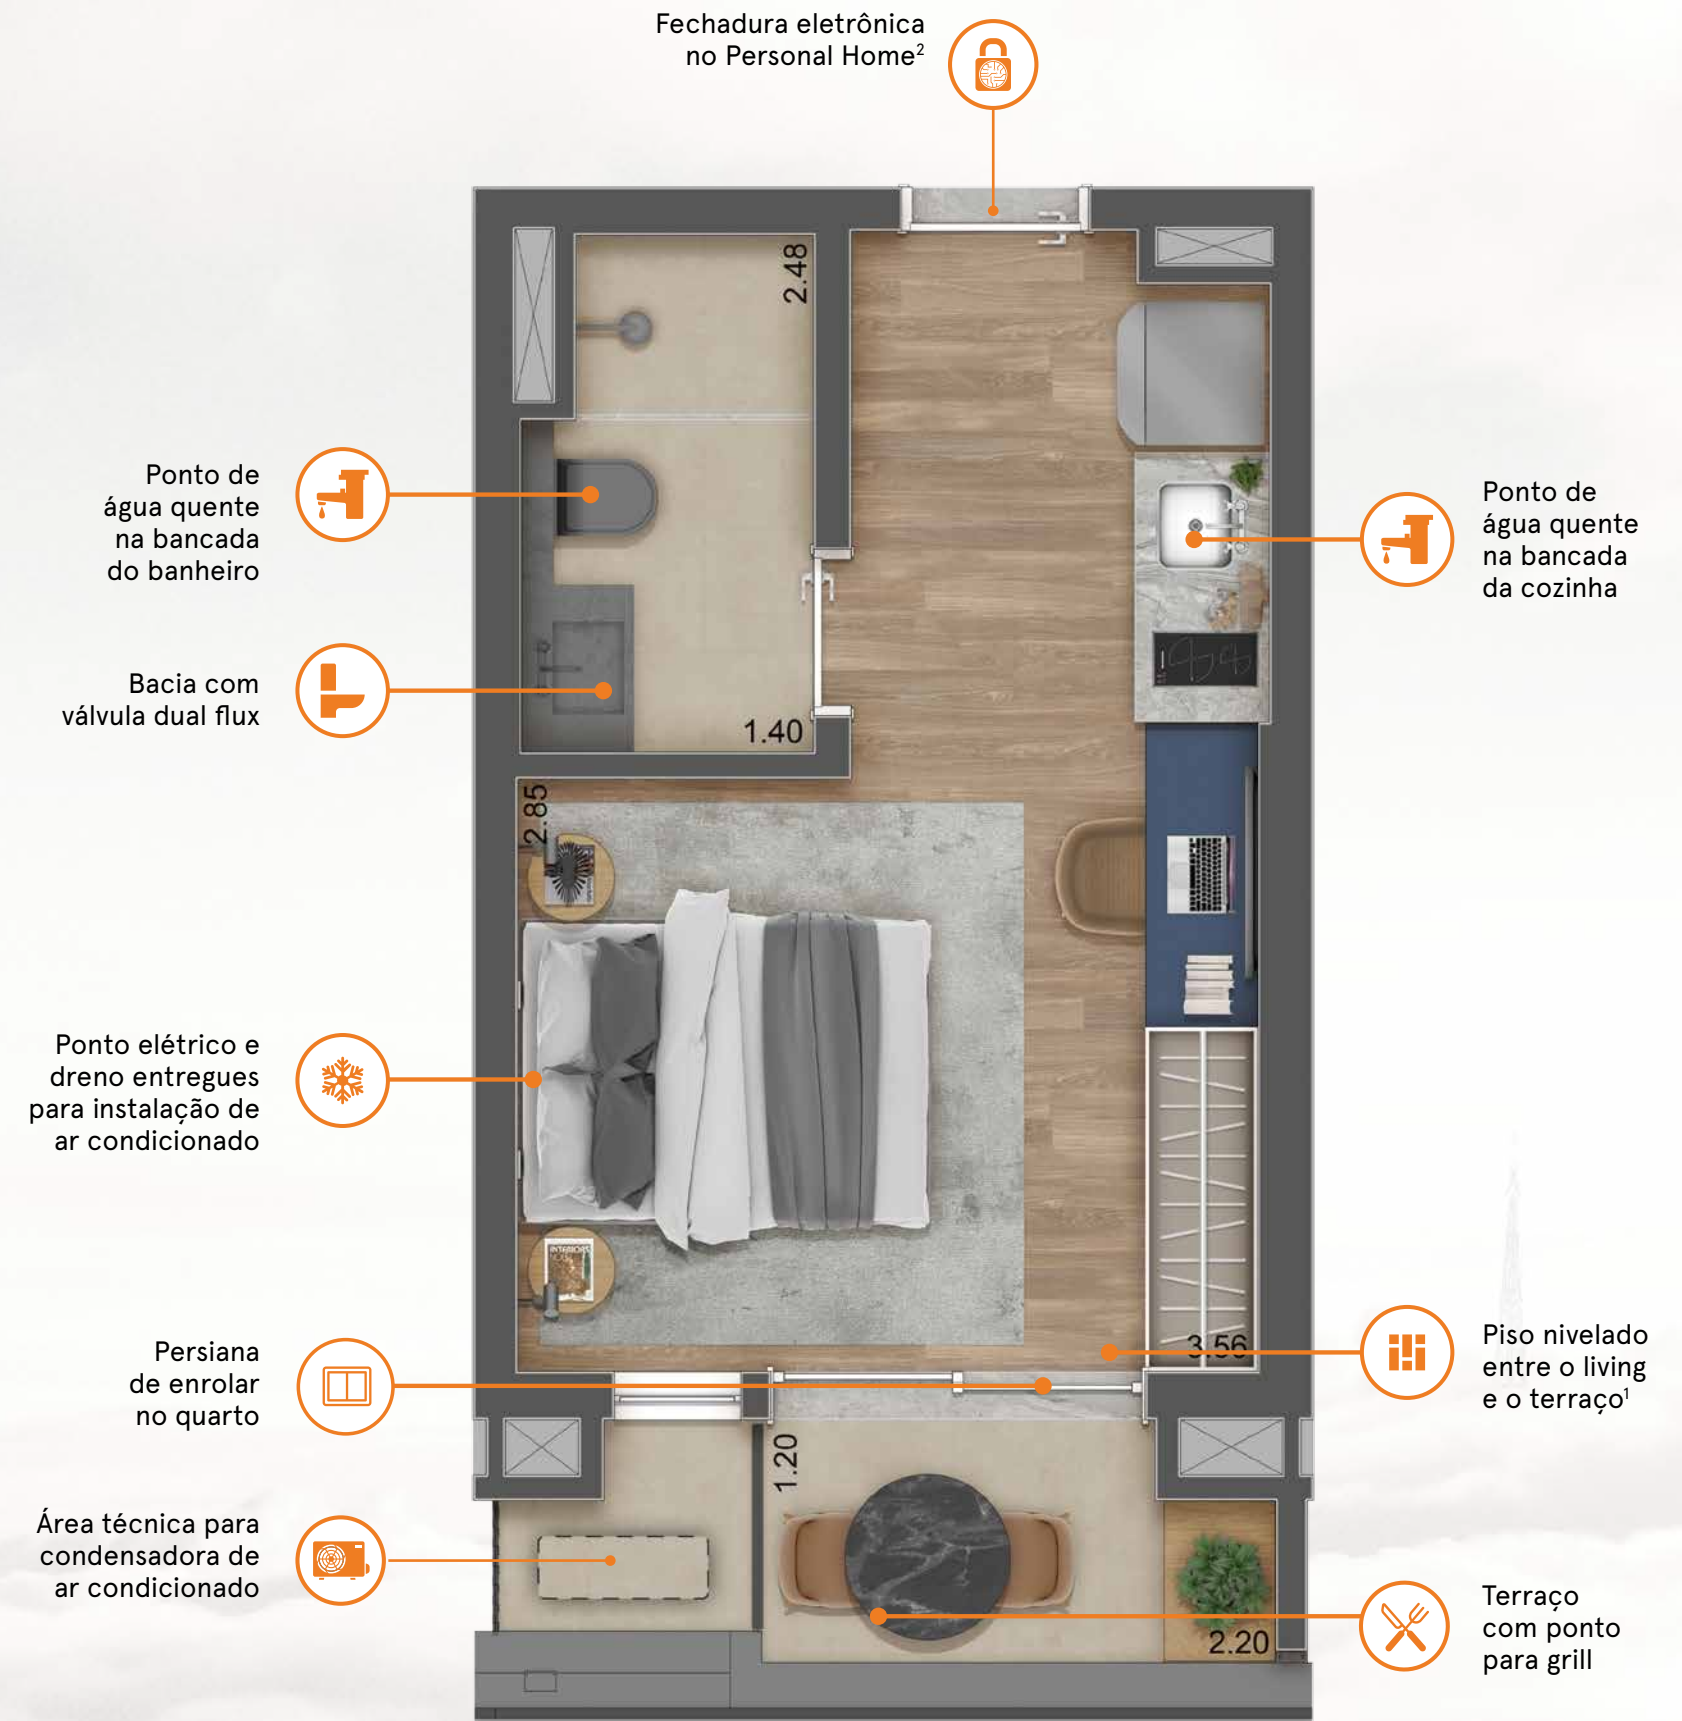 Fechadura eletrônica
no Personal Home²
2.48
Ponto de
água quente
na bancada
do banheiro
Ponto de
água quente
na bancada
da cozinha
Bacia com
válvula dual flux
1.40
2.85
Ponto elétrico e
dreno entregues
para instalação de
ar condicionado
INTERIORS
Persiana
de enrolar
no quarto
3.56
Piso nivelado
entre o living
e o terraço¹
1.20
Área técnica para
condensadora de
ar condicionado
2.20
Terraço
com ponto
para grill